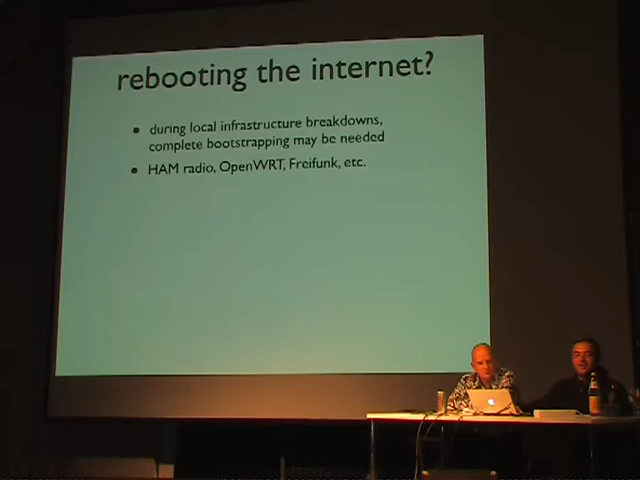 rebooting the internet?
• during local infrastructure breakdowns,
complete bootstrapping may be needed
• HAM radio, OpenWRT, Freifunk, etc.